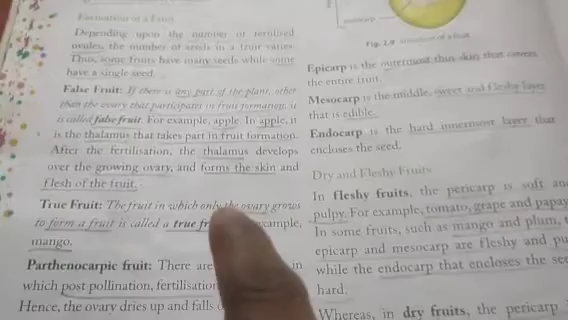 Formation of a Fruit
Depending upon the number of fertilised
ovules, the number of seeds in a fruit varies.
Thus, some fruits have many seeds while some
have a single seed.
False Fruit: If there is any part of the plant, other
than the ovary that participates in fruit formation, it
is called false fruit. For example, apple. In apple, it
is the thalamus that takes part in fruit formation.
After the fertilisation, the thalamus develops
over the growing ovary, and forms the skin and
flesh of the fruit.
True Fruit: The fruit in which only the ovary grows
to form a fruit is called a true example,
mango.
Parthenocarpic fruit: There are in
which post pollination, fertilisation
Hence, the ovary dries up and falls
Fig. 1.9 of a fruit
Epicarp is the outermost thin skin that covers
the entire fruit.
Mesocarp is the middle, sweet and fleshy layer
that is edible.
Endocarp is the hard innermost layer that
encloses the seed.
Dry and Fleshy Fruits
In fleshy fruits, the pericarp is soft
pulpy. For example, tomato, grape and
In some fruits, such as mango and plum,
epicarp and mesocarp are fleshy and
while the endocarp that encloses the
hard.
Whereas, in dry fruits, the pericarp